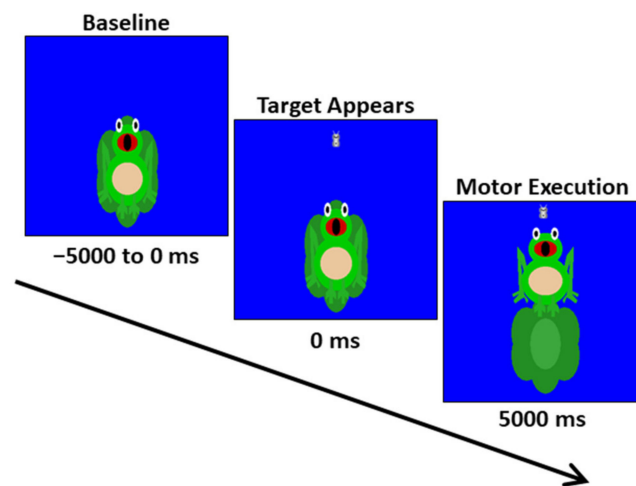 Baseline
−5000 to 0 ms
Target Appears
0 ms
Motor Execution
5000 ms